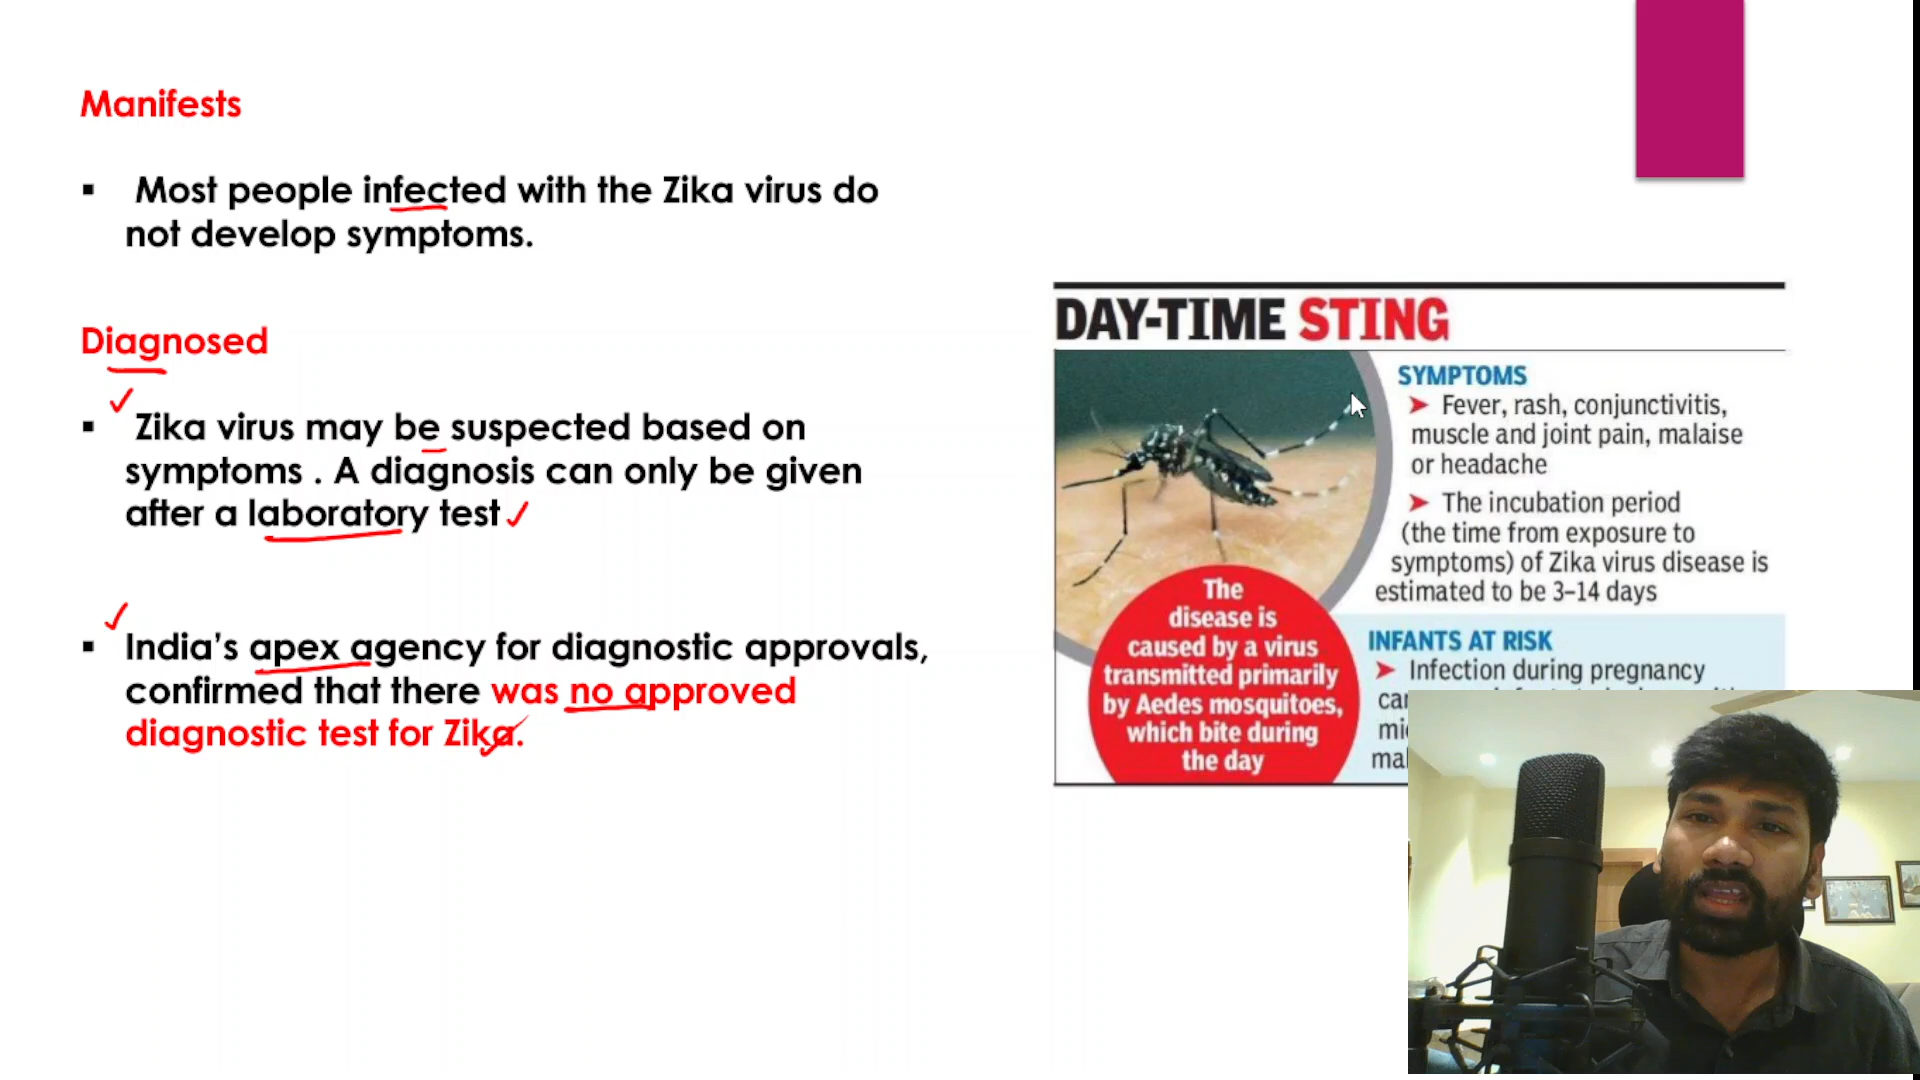 Manifests
Most people infected with the Zika virus do
not develop symptoms.
Diagnosed
Zika virus may be suspected based on
symptoms . A diagnosis can only be given
after a laboratory test
India's apex agency for diagnostic approvals,
confirmed that there was no approved
diagnostic test for Zika.
DAY-TIME STING
SYMPTOMS
Fever, rash, conjunctivitis,
muscle and joint pain, malaise
or headache
The incubation period
(the time from exposure to
symptoms) of Zika virus disease is
estimated to be 3–14 days
The
disease is
caused by a virus
transmitted primarily
by Aedes mosquitoes,
which bite during
the day
INFANTS AT RISK
Infection during pregnancy